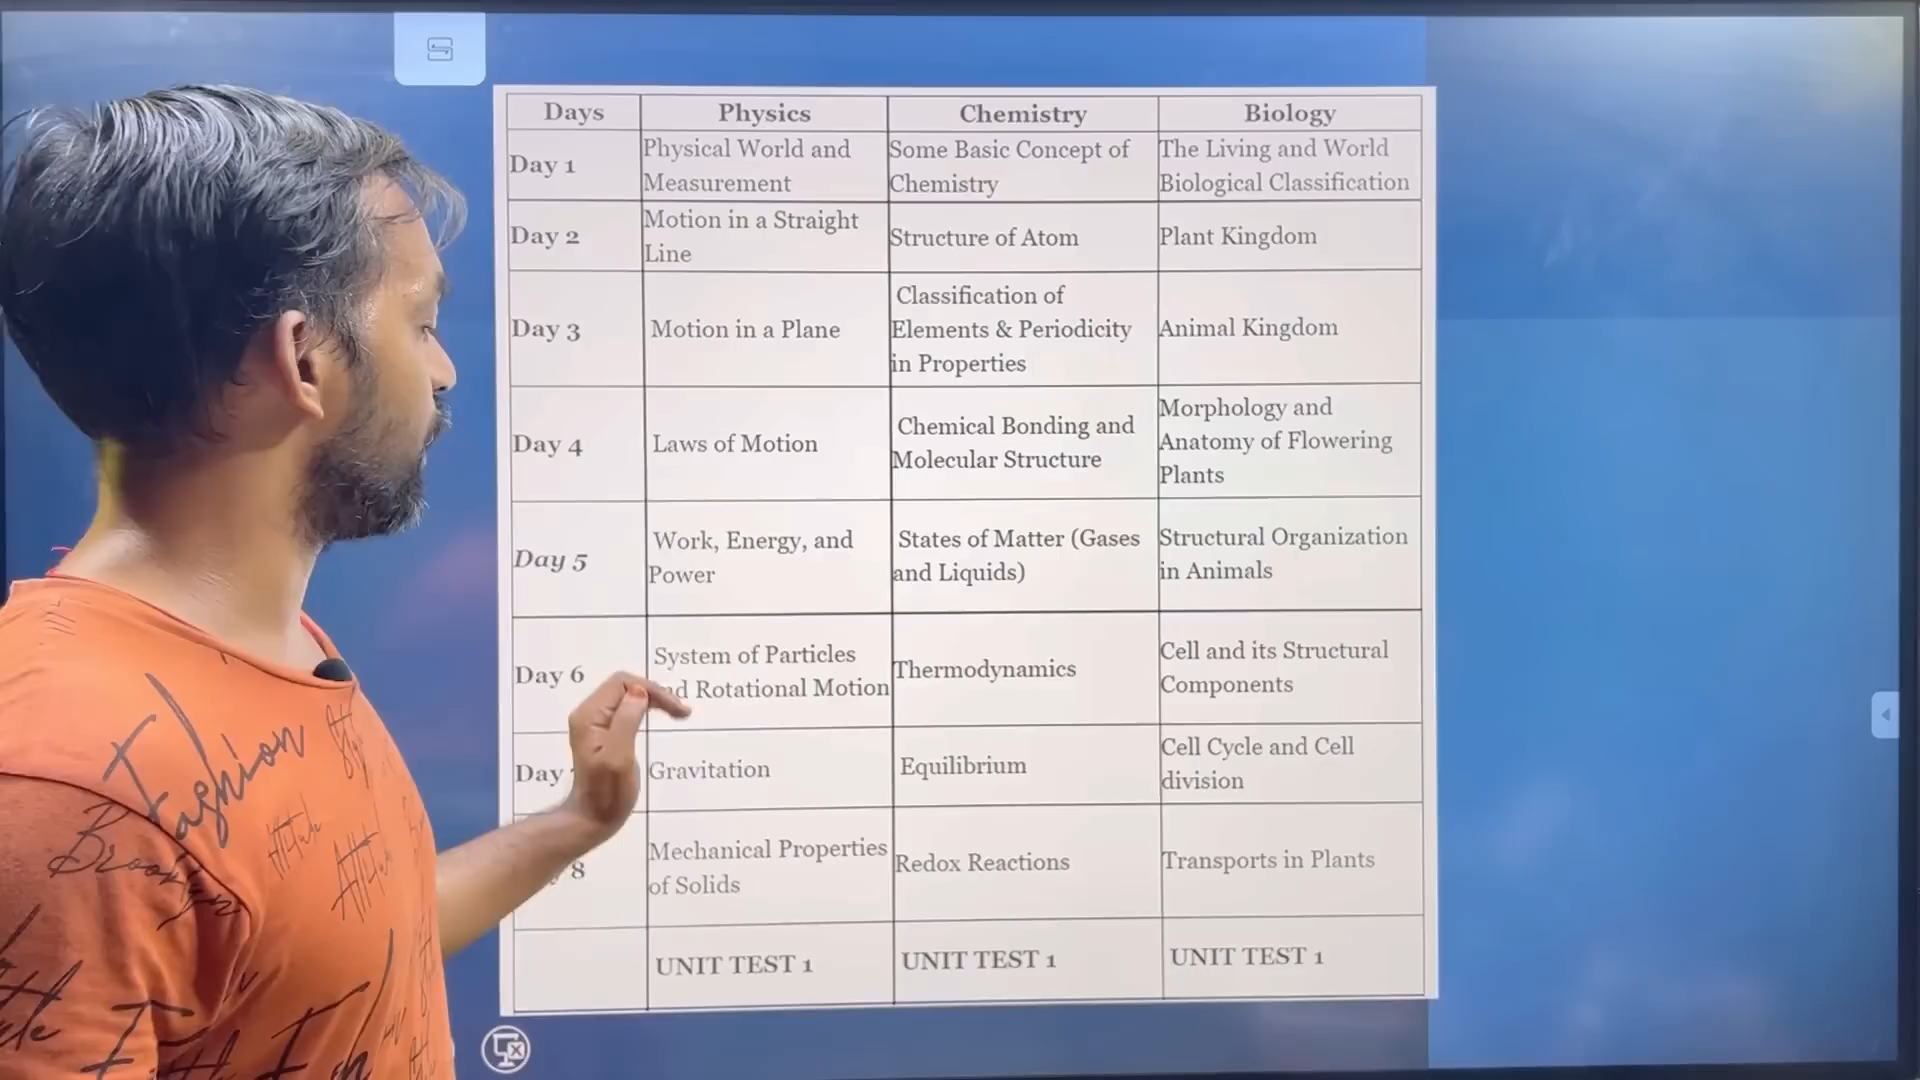 Days Physics Chemistry Biology
Day 1
Physical World and
Measurement
Some Basic Concept of
Chemistry
The Living and World
Biological Classification
Day 2
Motion in a Straight
Line
Structure of Atom
Plant Kingdom
Day 3
Motion in a Plane
Classification of
Elements & Periodicity
in Properties
Animal Kingdom
Day 4
Laws of Motion
Chemical Bonding and
Molecular Structure
Morphology and
Anatomy of Flowering
Plants
Day 5
Work, Energy, and
Power
States of Matter (Gases
and Liquids)
Structural Organization
in Animals
Day 6
System of Particles
Rotational Motion
Thermodynamics
Cell and its Structural
Components
Day
Gravitation
Equilibrium
Cell Cycle and Cell
division
8
Mechanical Properties
of Solids
Redox Reactions
Transports in Plants
UNIT TEST 1
UNIT TEST 1
UNIT TEST 1
Fashion